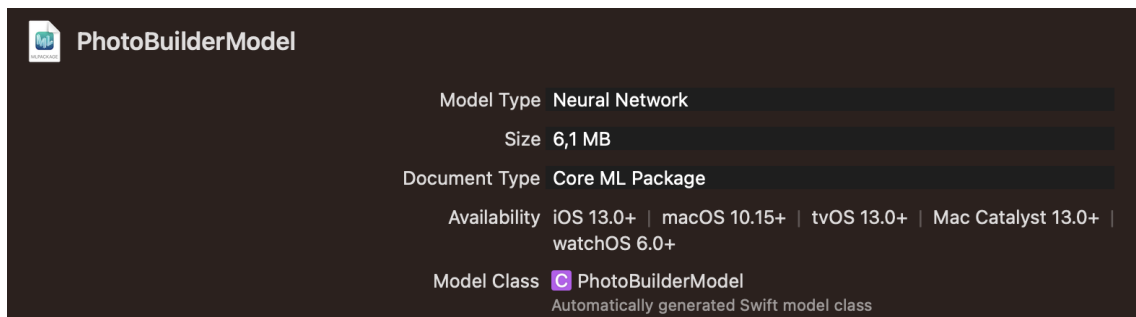 PhotoBuilderModel
Model Type Neural Network
Size 6,1 MB
Document Type Core ML Package
Availability iOS 13.0+ | macOS 10.15+ | tvOS 13.0+ | Mac Catalyst 13.0+ |
watchOS 6.0+
Model Class C PhotoBuilderModel
Automatically generated Swift model class
ML
MLPACKAGE